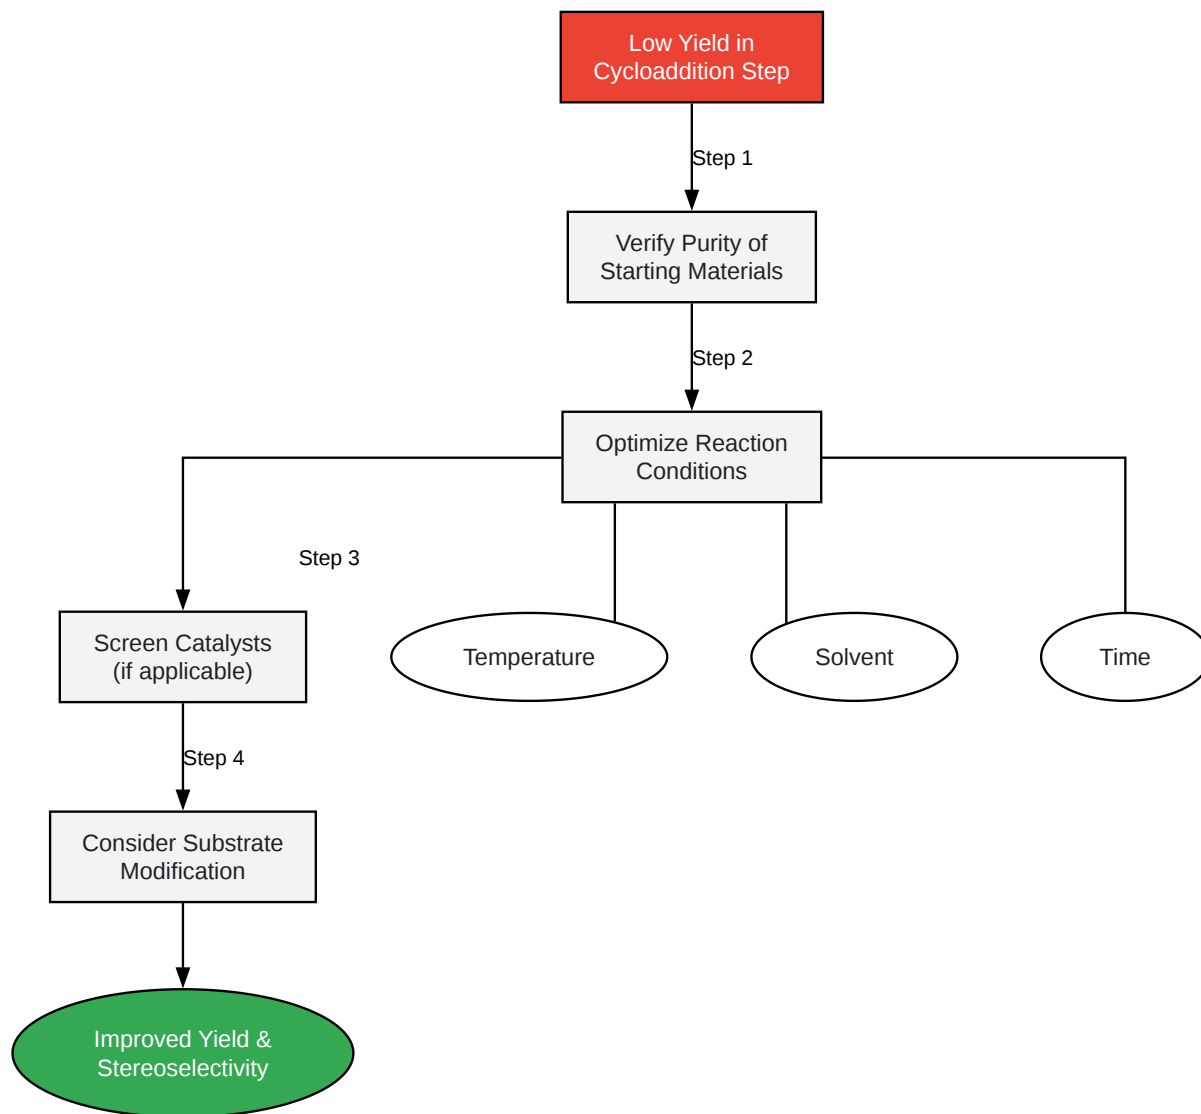 Low Yield in
Cycloaddition Step
Step 1
Verify Purity of
Starting Materials
Step 2
Optimize Reaction
Conditions
Step 3
Screen Catalysts
(if applicable)
Temperature
Solvent
Time
Step 4
Consider Substrate
Modification
Improved Yield &
Stereoselectivity